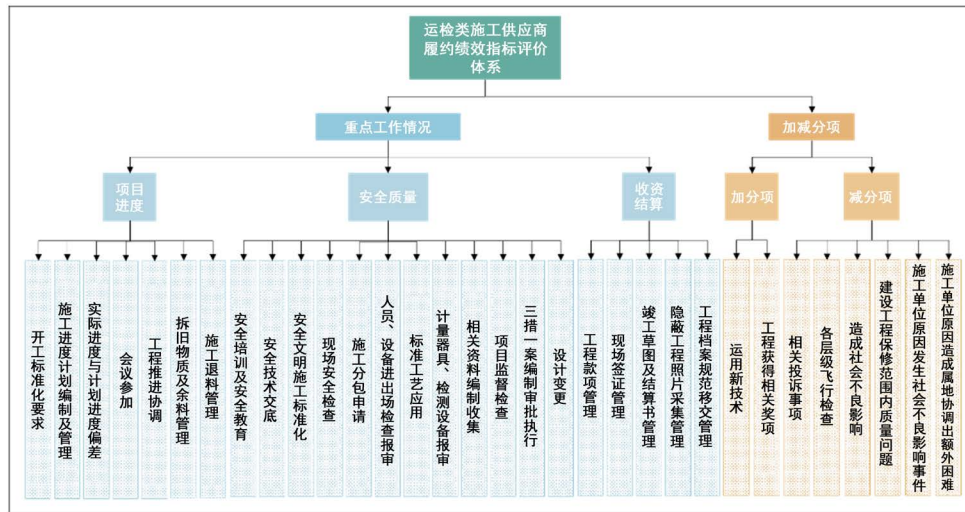 运检类施工供应商
履约绩效指标评价
体系
重点工作情况
加减分项
项目
进度
安全质量
收资
结算
加分项
减分项
开工标准化要求
施工进度计划编制及管理
实际进度与计划进度偏差
会议参加
工程推进协调
拆旧物质及余料管理
施工退料管理
安全培训及安全教育
安全技术交底
安全文明施工标准化
现场安全检查
施工分包申请
人员、设备进出场检查报审
标准工艺应用
计量器具、检测设备报审
相关资料编制收集
项目监督检查
三措一案编制审批执行
设计变更
工程款项管理
现场签证管理
竣工草图及结算书管理
隐蔽工程照片采集管理
工程档案规范移交管理
运用新技术
工程获得相关奖项
相关投诉事项
各层级飞行检查
造成社会不良影响
建设工程保修范围内质量问题
施工单位原因发生社会不良影响事件
施工单位原因造成属地协调出额外困难